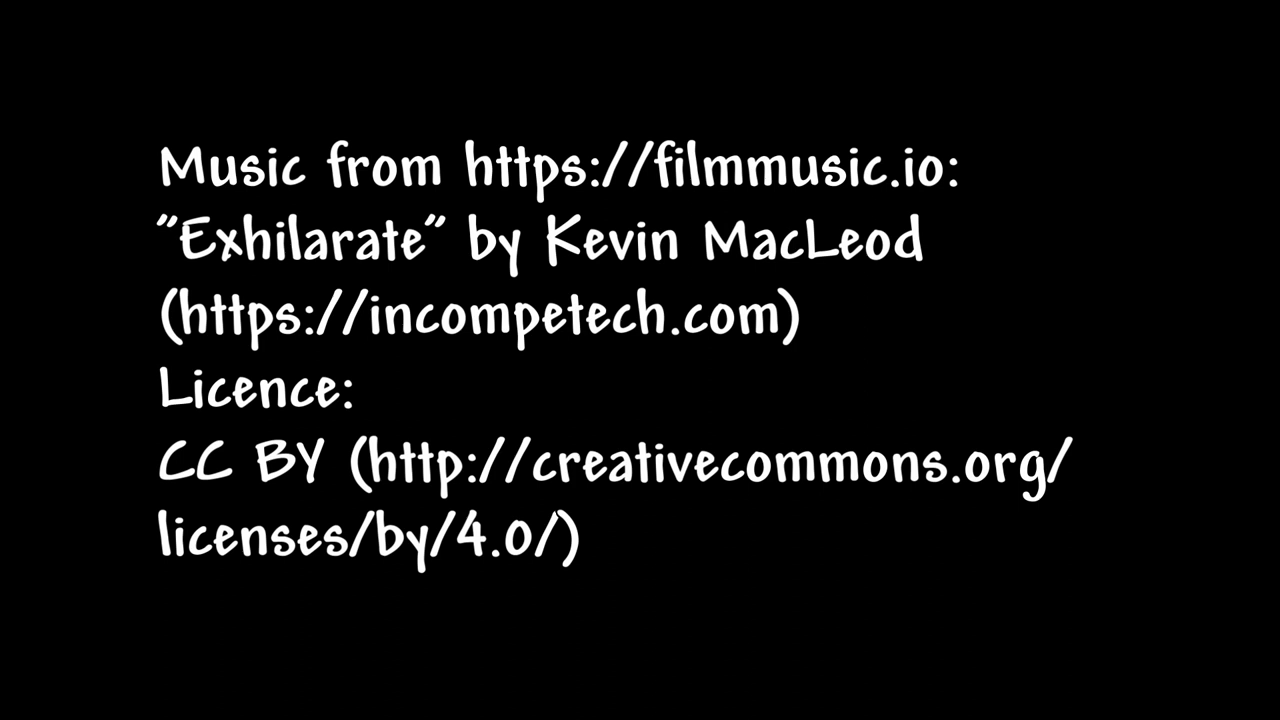 Music from https://filmmusic.io:
"Exhilarate" by Kevin MacLeod
(https://incompetech.com)
Licence:
CC BY (http://creativecommons.org/
licenses/by/4.0/)